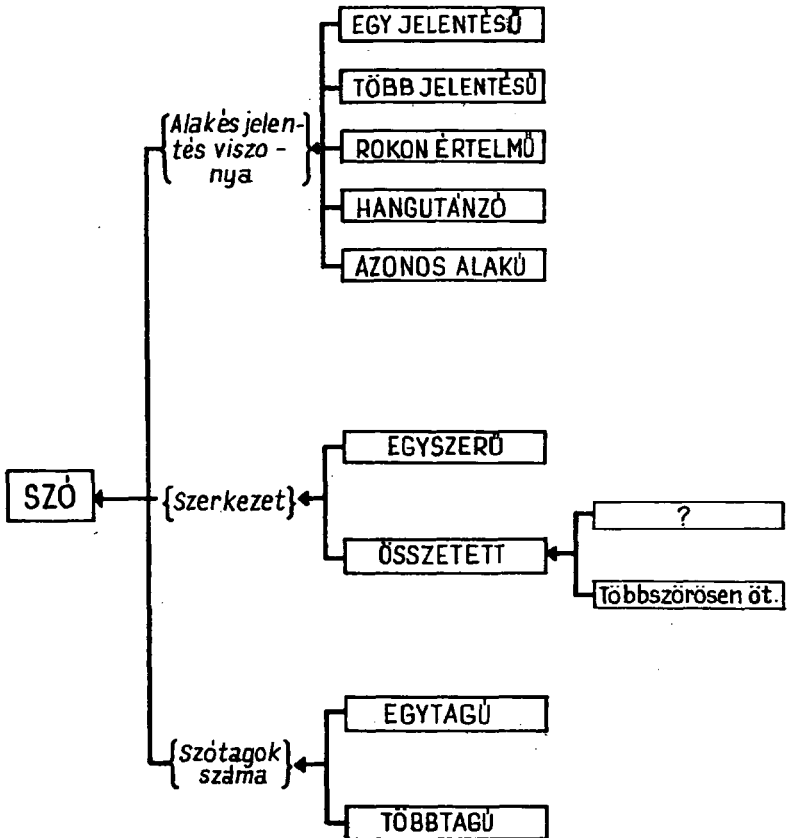 EGY JELENTÉSŰ
TÖBB JELENTÉSŰ
{Alak és jelen-
tés viszo-
nya}
ROKON ÉRTELMŰ
HANGUTÁNZÓ
AZONOS ALAKÚ
EGYSZERŰ
SZÓ
{Szerkezet}
?
ÖSSZETETT
Többszörösen öt.
EGYTAGÚ
{Szótagok
száma}
TÖBBTAGÚ